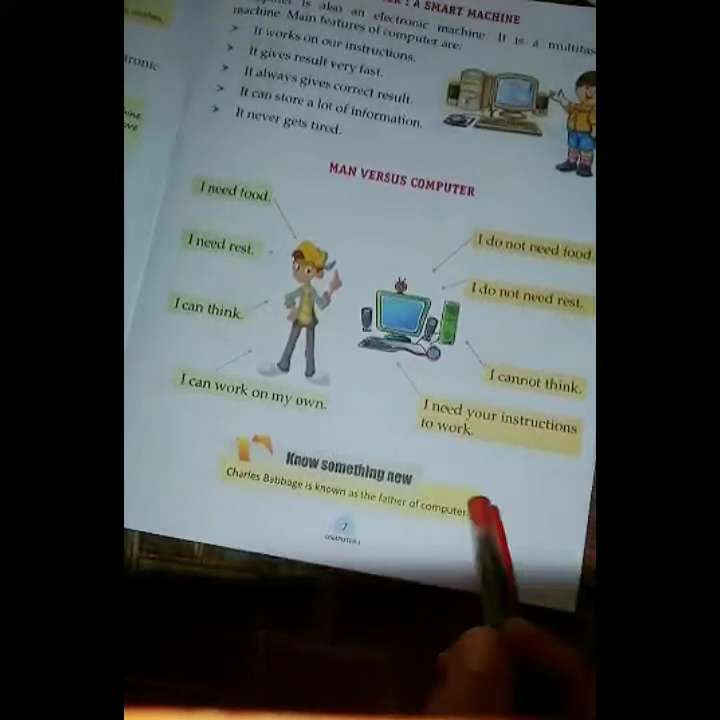 : A SMART MACHINE
is also an electronic machine. It is a
machine. Main features of computer are:
➤ It works on our instructions.
➤ It gives result very fast.
➤ It always gives correct result.
➤ It can store a lot of information.
➤ It never gets tired.
MAN VERSUS COMPUTER
I need food.
I need rest.
I can think.
I can work on my own.
I do not need food
I do not need rest.
I cannot think.
I need your instructions
to work.
Know something new
Charles Babbage is known as the father of computer.
7
COMPUTER-1